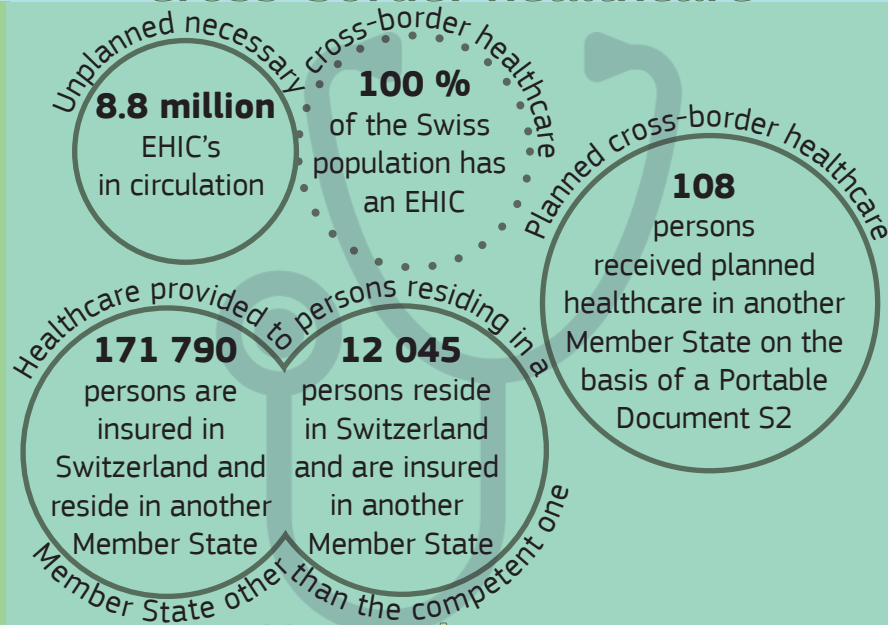 Cross-border healthcare
Unplanned necessary cross-border healthcare
8.8 million
EHIC's
in circulation
100 %
of the Swiss
population has
an EHIC
Planned cross-border healthcare
108
persons
received planned
healthcare in another
Member State on the
basis of a Portable
Document S2
Healthcare provided to persons residing in a
171 790
persons are
insured in
Switzerland and
reside in another
Member State
12 045
persons reside
in Switzerland
and are insured
in another
Member State
Member State other than the competent one